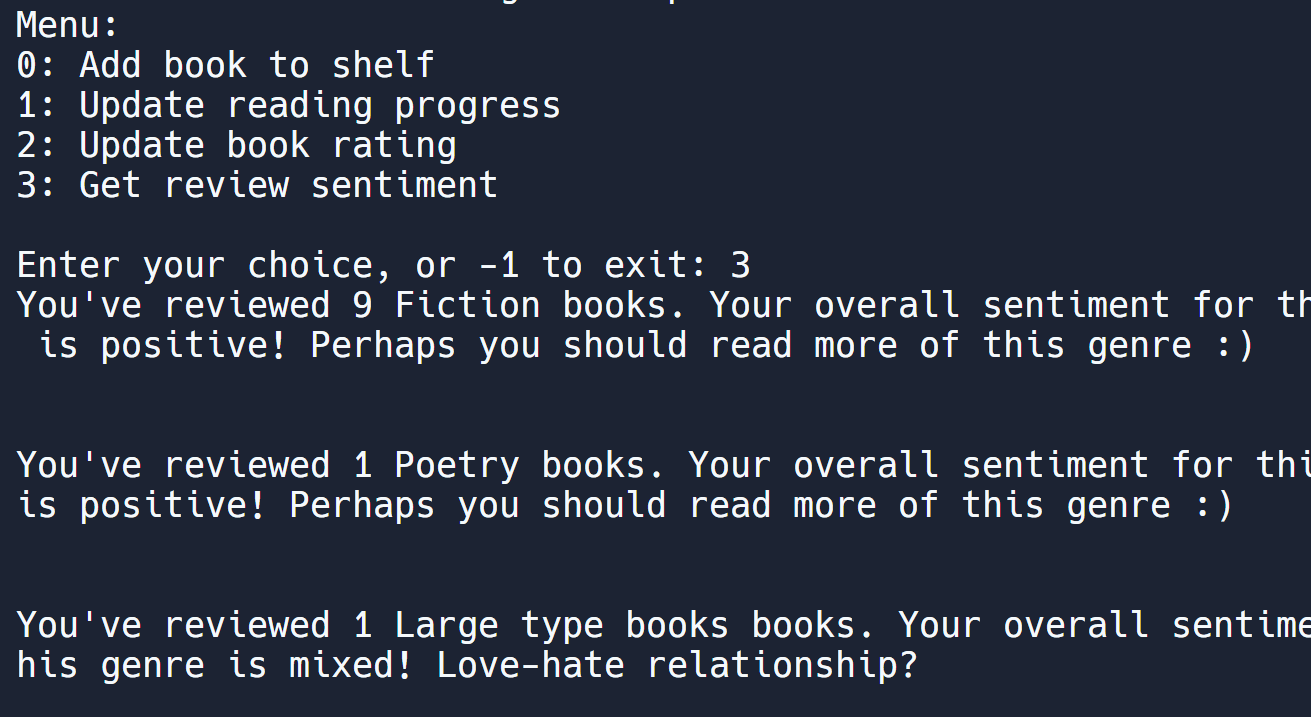 Menu:
0: Add book to shelf
1: Update reading progress
2: Update book rating
3: Get review sentiment
Enter your choice, or -1 to exit: 3
You've reviewed 9 Fiction books. Your overall sentiment for th
is positive! Perhaps you should read more of this genre :)
You've reviewed 1 Poetry books. Your overall sentiment for thi
is positive! Perhaps you should read more of this genre :)
You've reviewed 1 Large type books books. Your overall sentime
his genre is mixed! Love-hate relationship?